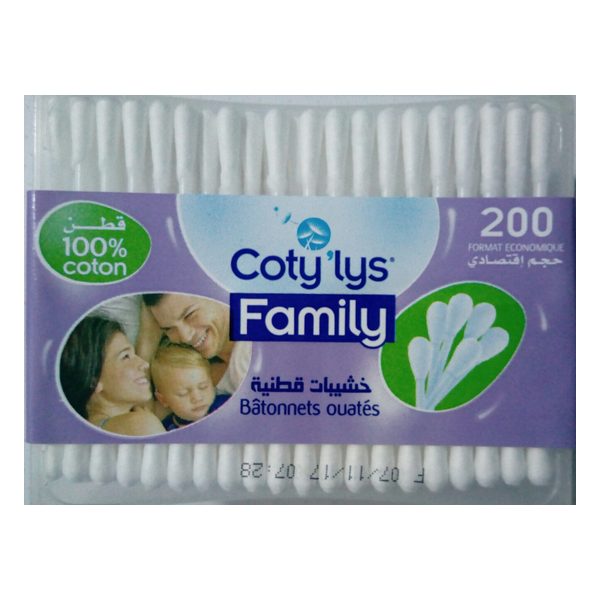 قطن
100%
coton
Coty'lys®
Family
خشيبات قطنية
Bâtonnets ouatés
200
FORMAT ECONOMIQUE
حجم إقتصادي
F 07/11/17 07:28